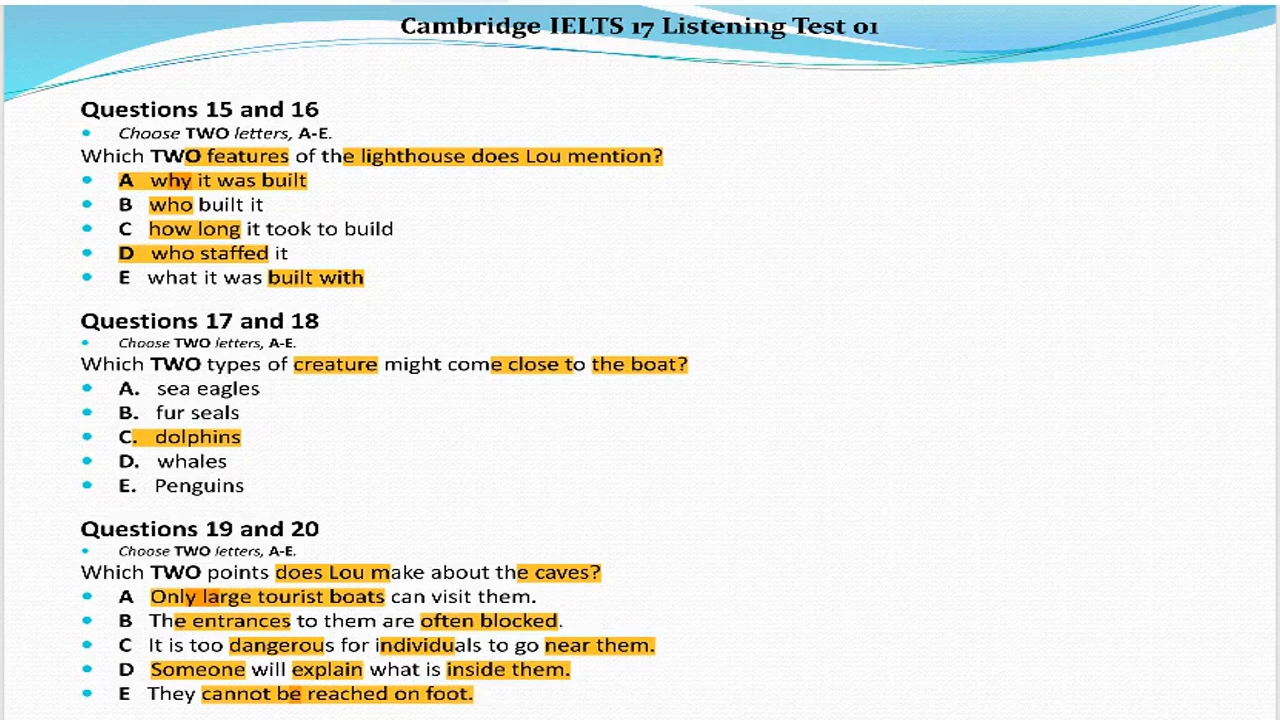 Cambridge IELTS 17 Listening Test 01
Questions 15 and 16
• Choose TWO letters, A-E.
Which TWO features of the lighthouse does Lou mention?
• A why it was built
• B who built it
• C how long it took to build
• D who staffed it
• E what it was built with
Questions 17 and 18
• Choose TWO letters, A-E.
Which TWO types of creature might come close to the boat?
• A. sea eagles
• B. fur seals
• C. dolphins
• D. whales
• E. Penguins
Questions 19 and 20
• Choose TWO letters, A-E.
Which TWO points does Lou make about the caves?
• A Only large tourist boats can visit them.
• B The entrances to them are often blocked.
• C It is too dangerous for individuals to go near them.
• D Someone will explain what is inside them.
• E They cannot be reached on foot.